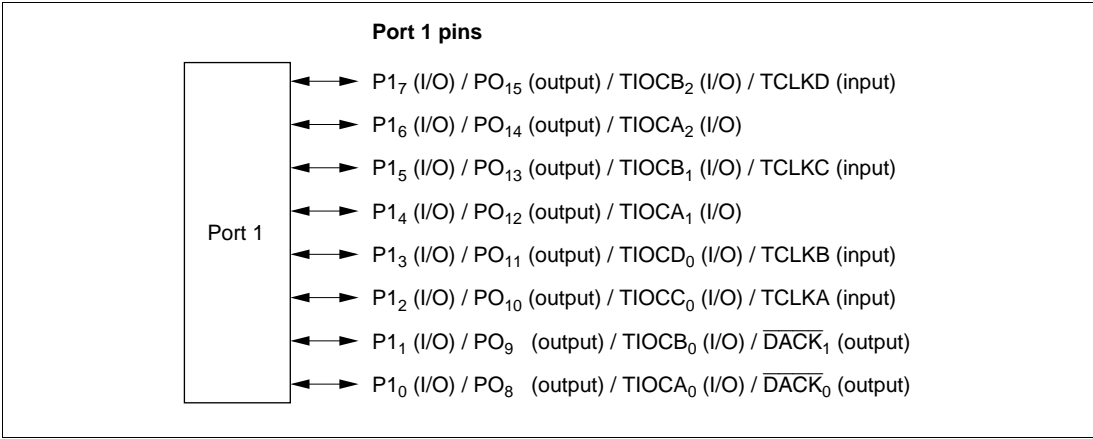 Port 1 pins
P1₇ (I/O) / PO₁₅ (output) / TIOCB₂ (I/O) / TCLKD (input)
P1₆ (I/O) / PO₁₄ (output) / TIOCA₂ (I/O)
P1₅ (I/O) / PO₁₃ (output) / TIOCB₁ (I/O) / TCLKC (input)
P1₄ (I/O) / PO₁₂ (output) / TIOCA₁ (I/O)
Port 1
P1₃ (I/O) / PO₁₁ (output) / TIOCD₀ (I/O) / TCLKB (input)
P1₂ (I/O) / PO₁₀ (output) / TIOCC₀ (I/O) / TCLKA (input)
P1₁ (I/O) / PO₉ (output) / TIOCB₀ (I/O) / D̅A̅C̅K̅₁ (output)
P1₀ (I/O) / PO₈ (output) / TIOCA₀ (I/O) / D̅A̅C̅K̅₀ (output)